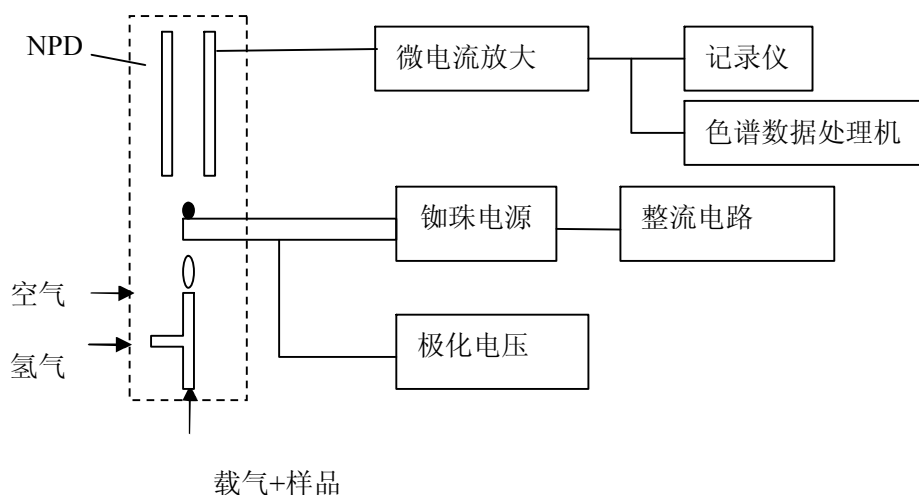 NPD
微电流放大
记录仪
色谱数据处理机
铷珠电源
整流电路
空气
氢气
极化电压
载气+样品